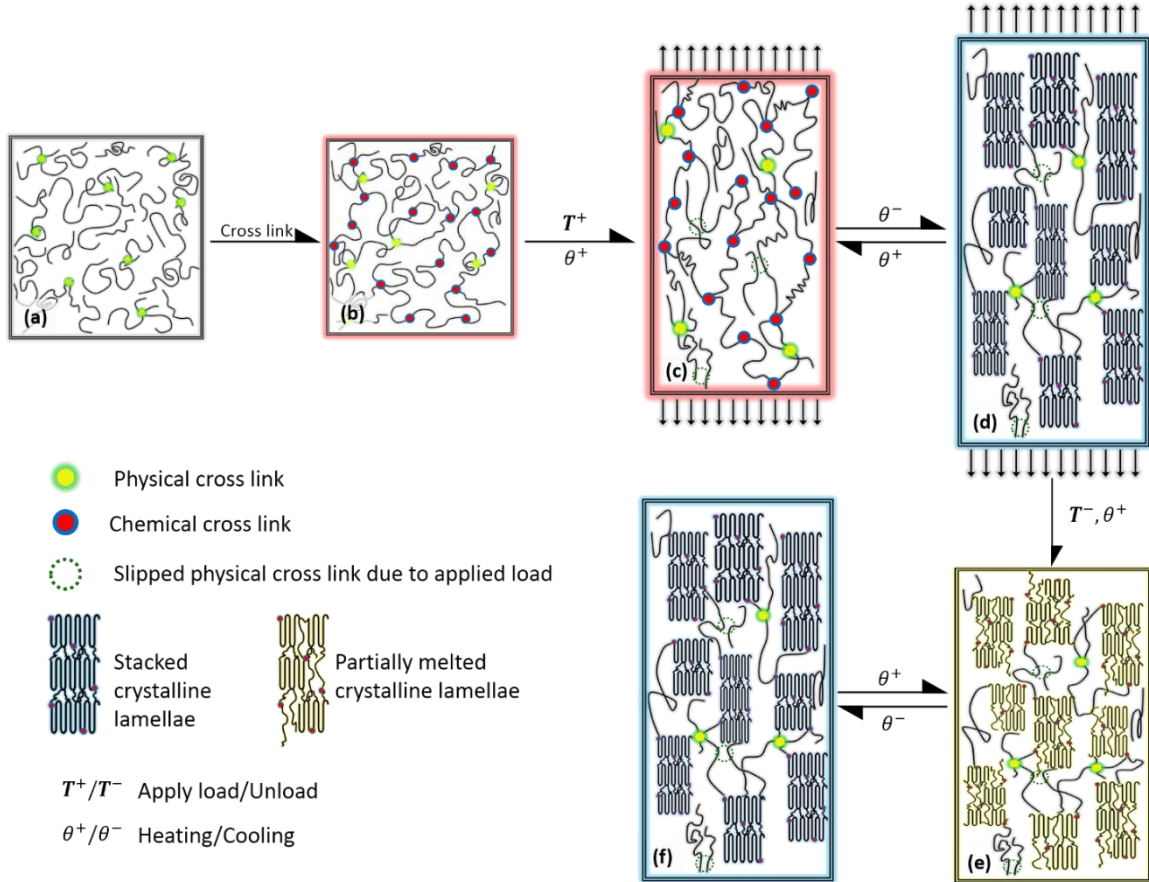 (a)
Cross link
(b)
𝑻⁺
θ⁺
(c)
θ⁻
θ⁺
(d)
𝑻⁻, θ⁺
(e)
θ⁺
θ⁻
(f)
Physical cross link
Chemical cross link
Slipped physical cross link due to applied load
Stacked
crystalline
lamellae
Partially melted
crystalline lamellae
𝑻⁺/𝑻⁻ Apply load/Unload
θ⁺/θ⁻ Heating/Cooling